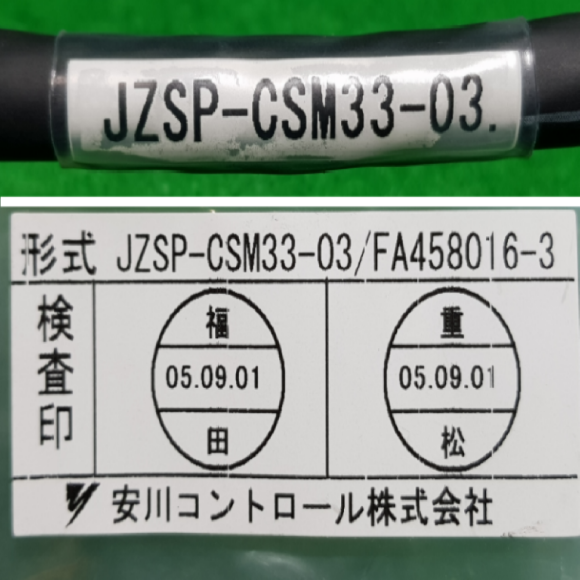 JZSP-CSM33-03.
形式 JZSP-CSM33-03/FA458016-3
検査印
福
05.09.01
田
重
05.09.01
松
安川コントロール株式会社